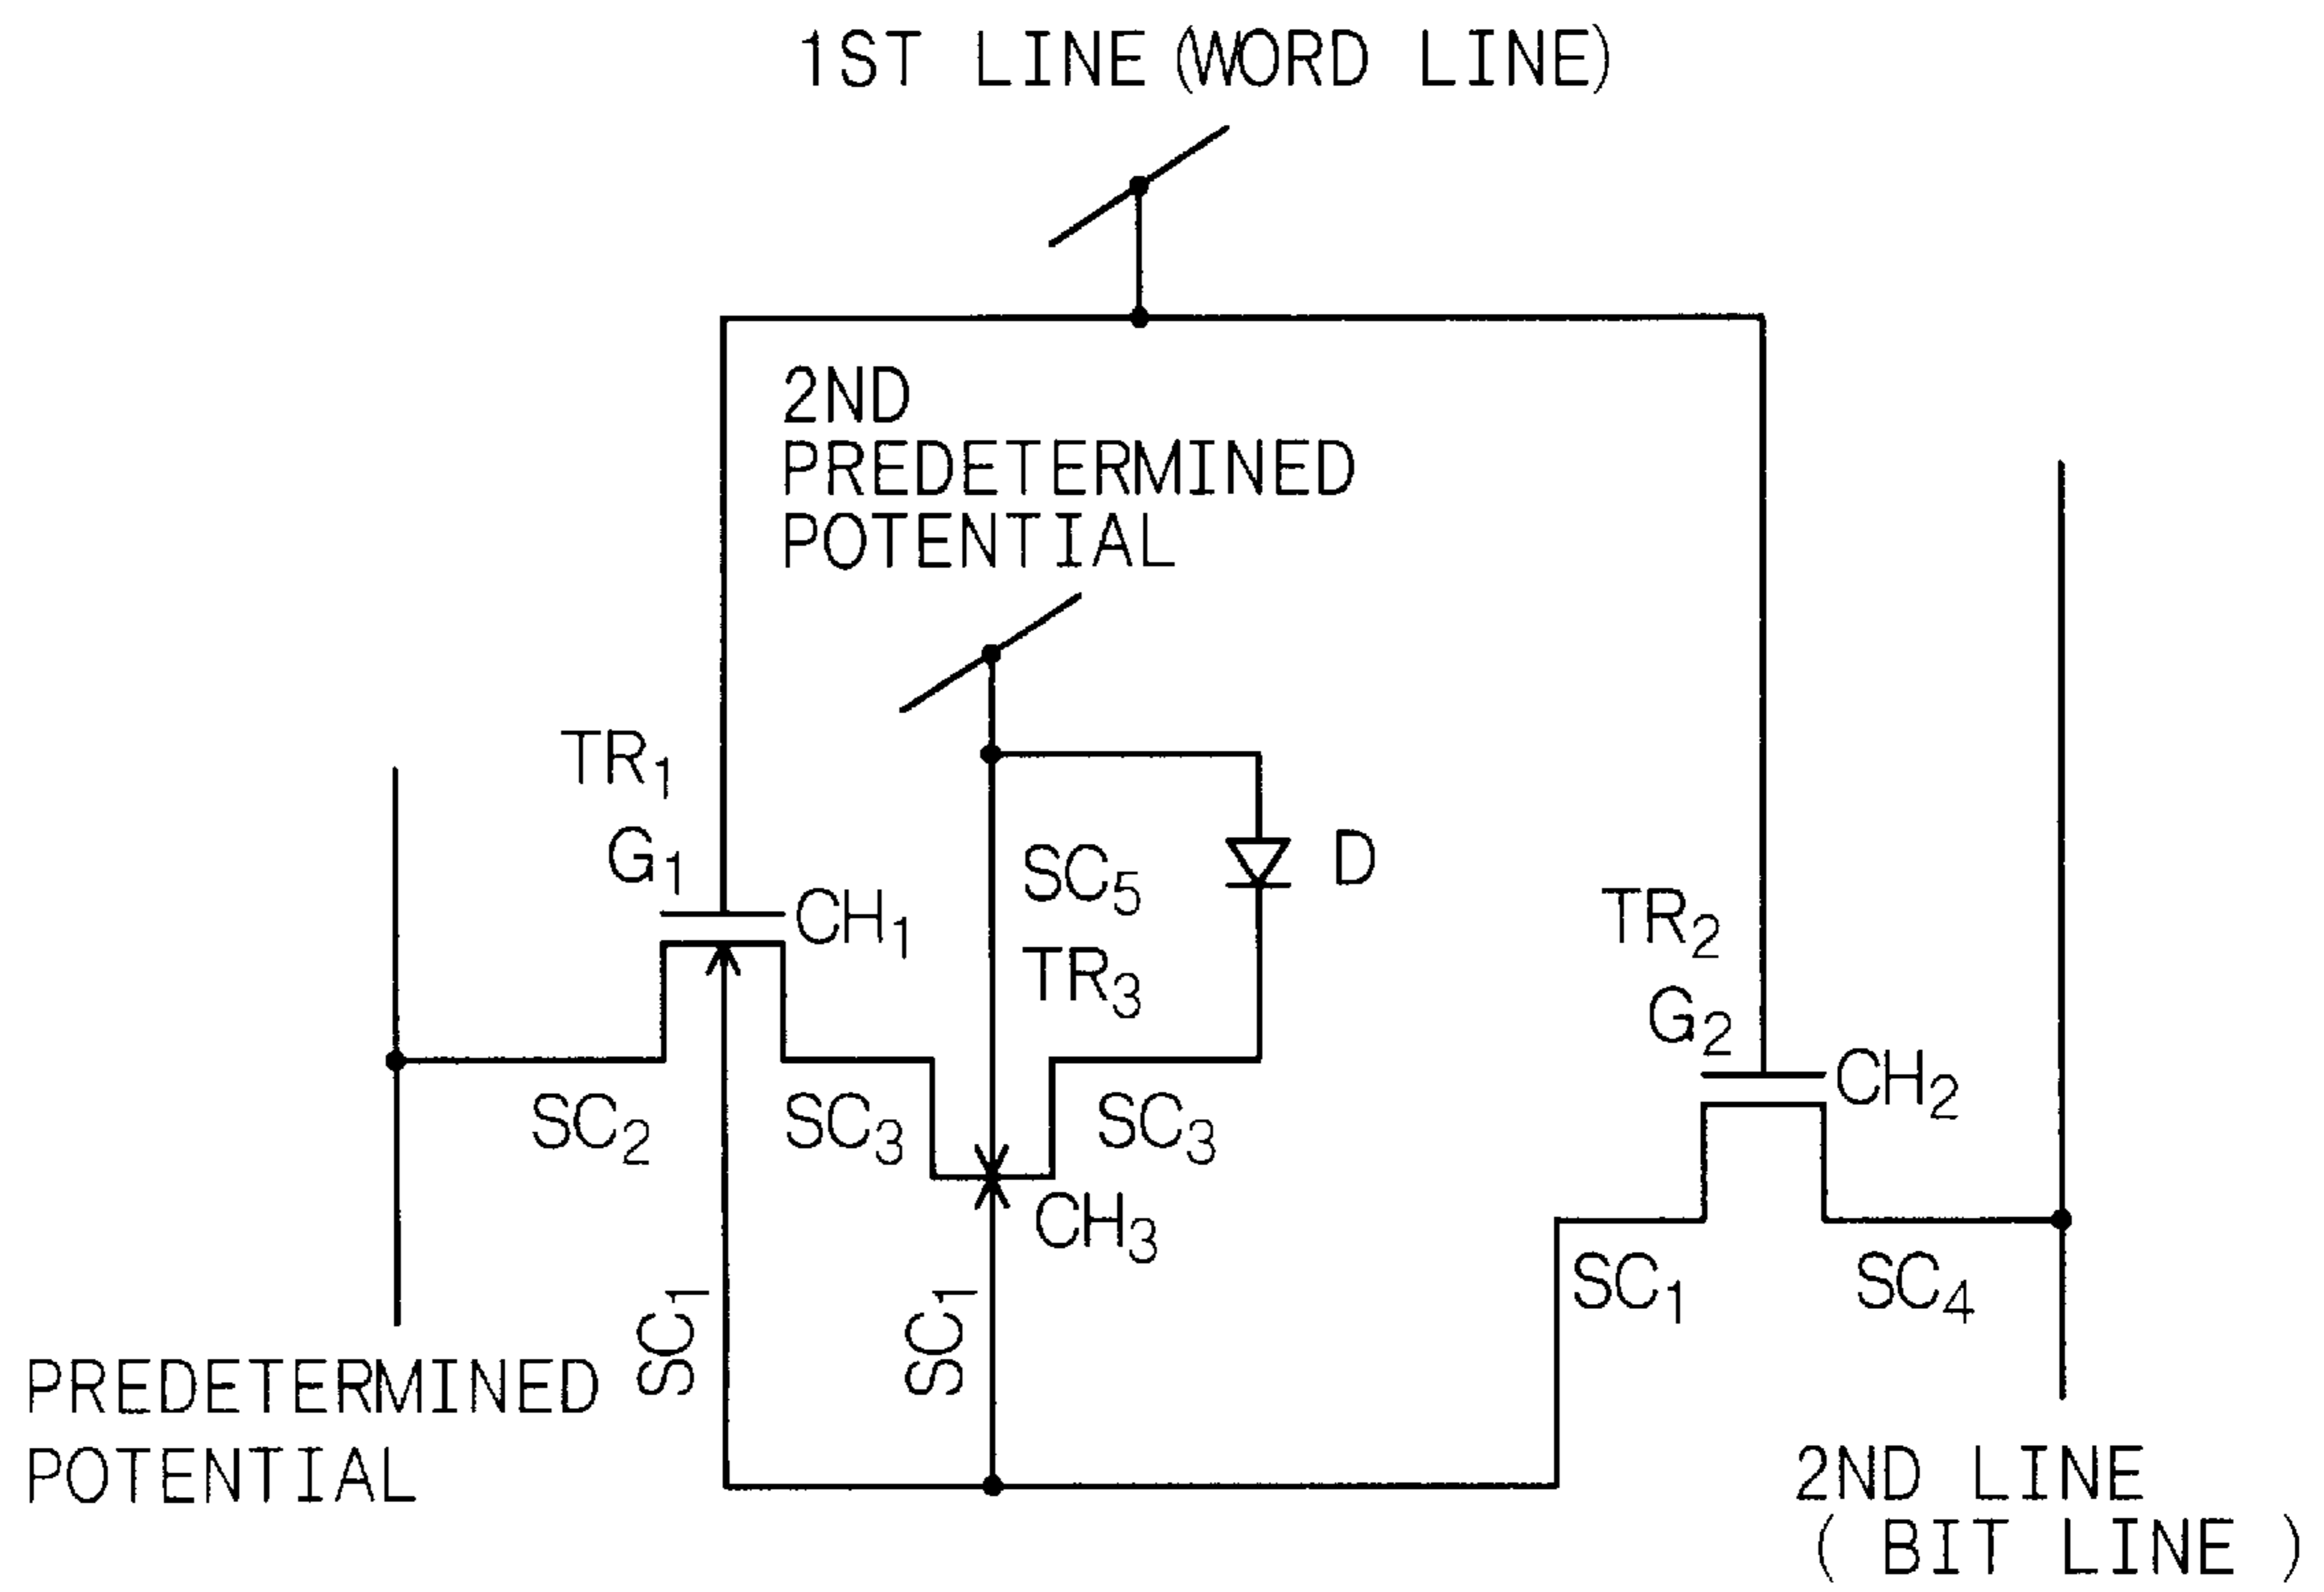 1ST LINE (WORD LINE)
2ND
PREDETERMINED
POTENTIAL
TR1
G1
CH1
SC5
D
TR3
TR2
G2
CH2
SC2
SC3
SC3
CH3
SC1
SC1
SC1
SC4
PREDETERMINED
POTENTIAL
2ND LINE
( BIT LINE )